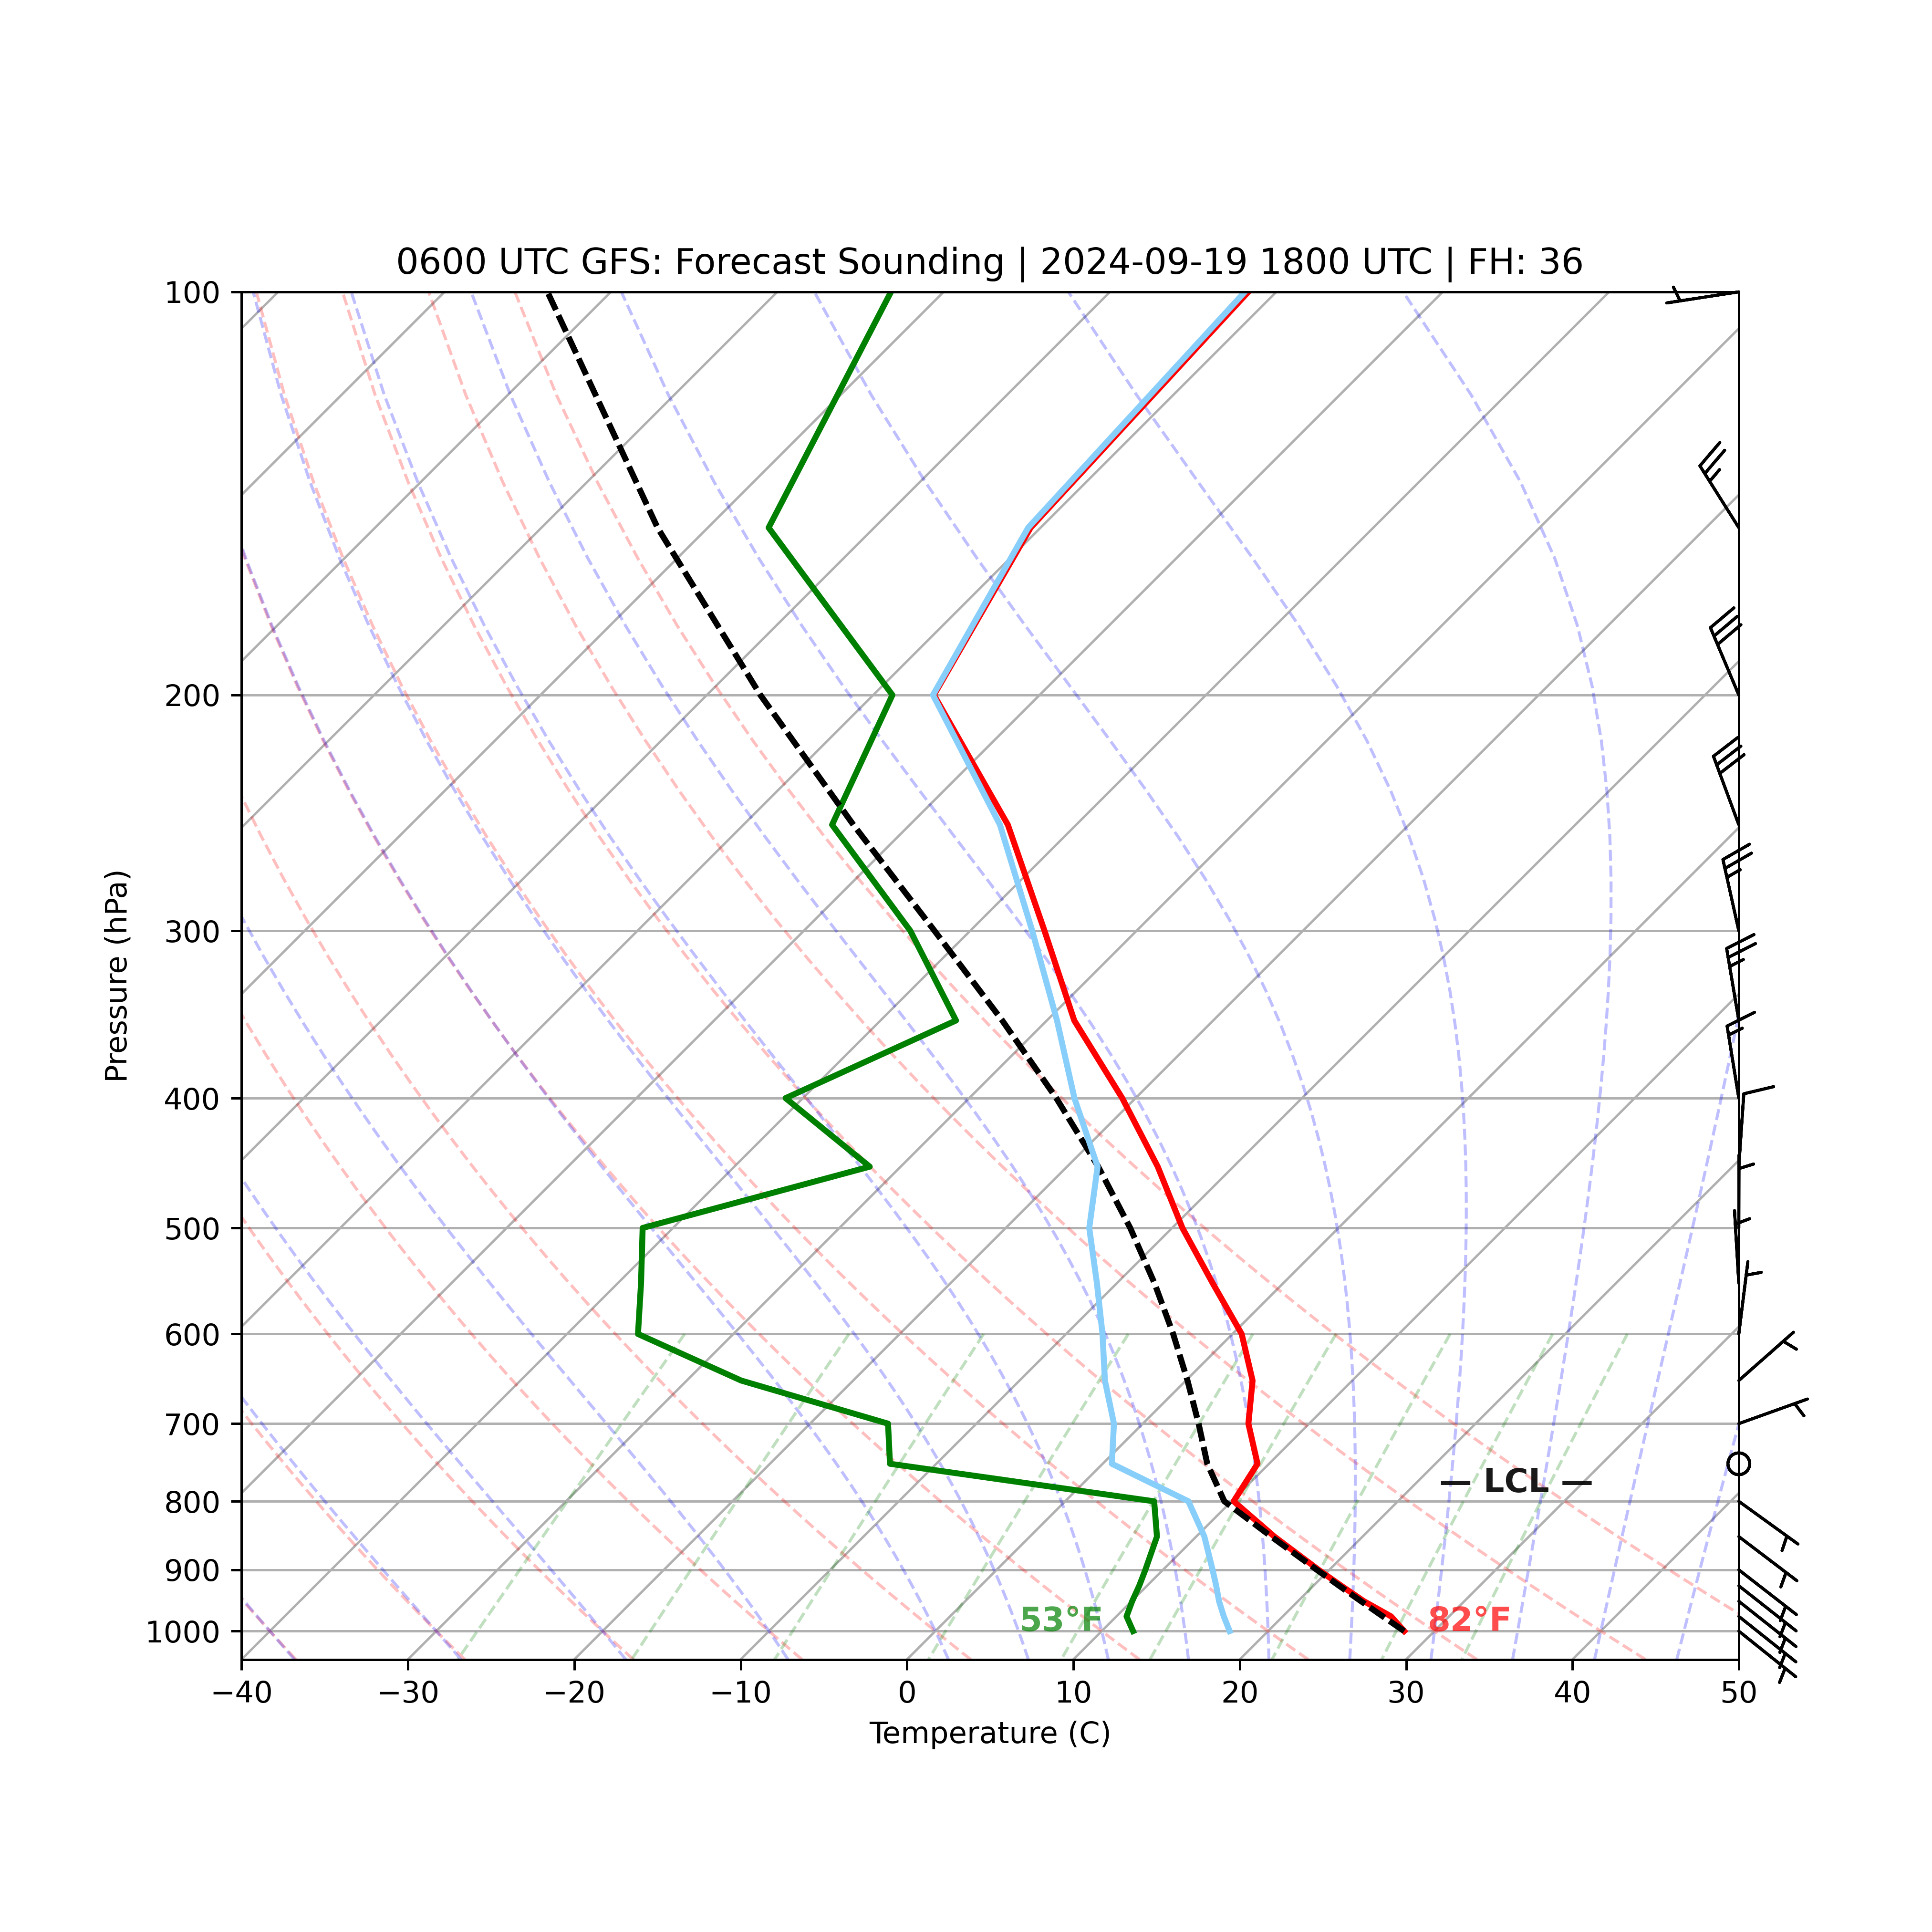 0600 UTC GFS: Forecast Sounding | 2024-09-19 1800 UTC | FH: 36
100
200
300
400
500
600
700
800
900
1000
Pressure (hPa)
— LCL —
53°F
82°F
−40 −30 −20 −10 0 10 20 30 40 50
Temperature (C)